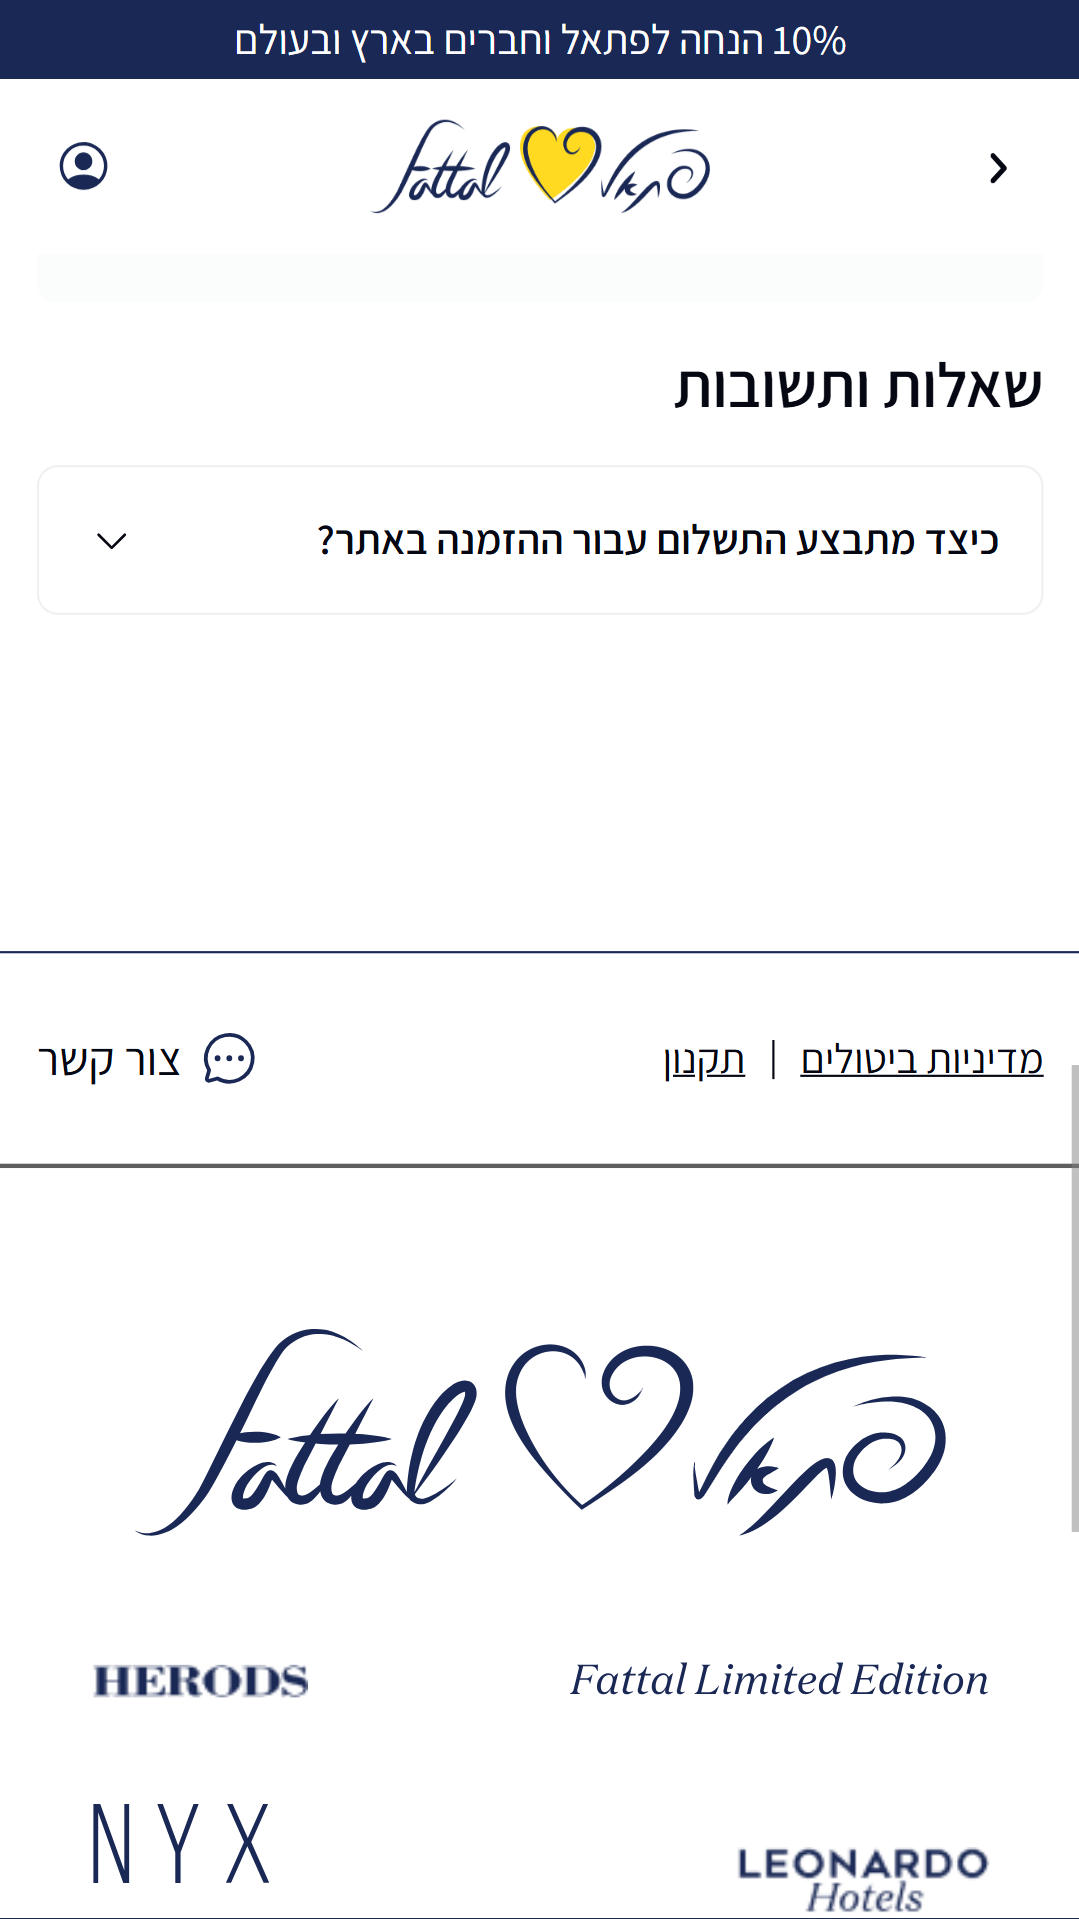 10% הנחה לפתאל וחברים בארץ ובעולם
fattal פתאל
שאלות ותשובות
כיצד מתבצע התשלום עבור ההזמנה באתר?
מדיניות ביטולים | תקנון
צור קשר
fattal פתאל
Fattal Limited Edition
HERODS
NYX
LEONARDO
Hotels